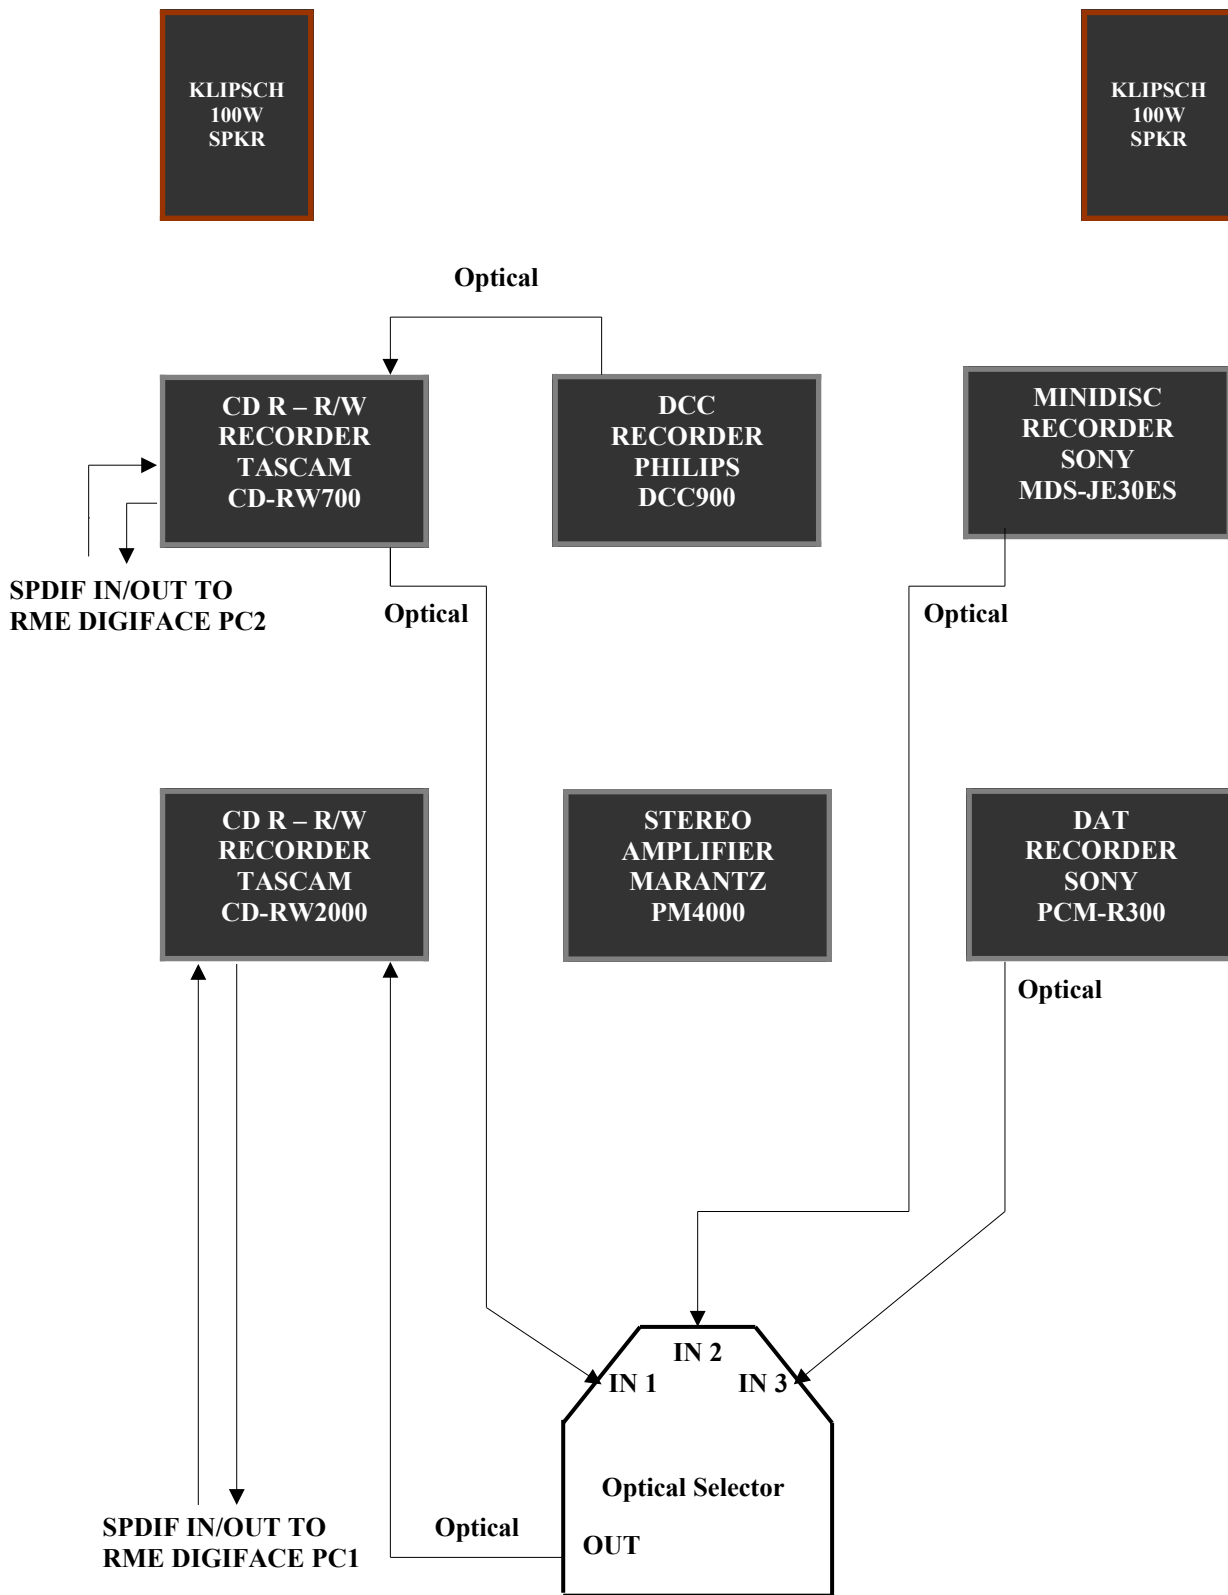 KLIPSCH
100W
SPKR
KLIPSCH
100W
SPKR
Optical
CD R – R/W
RECORDER
TASCAM
CD-RW700
DCC
RECORDER
PHILIPS
DCC900
MINIDISC
RECORDER
SONY
MDS-JE30ES
SPDIF IN/OUT TO
RME DIGIFACE PC2
Optical
Optical
CD R – R/W
RECORDER
TASCAM
CD-RW2000
STEREO
AMPLIFIER
MARANTZ
PM4000
DAT
RECORDER
SONY
PCM-R300
Optical
IN 2
IN 1
IN 3
Optical Selector
SPDIF IN/OUT TO
RME DIGIFACE PC1
Optical
OUT